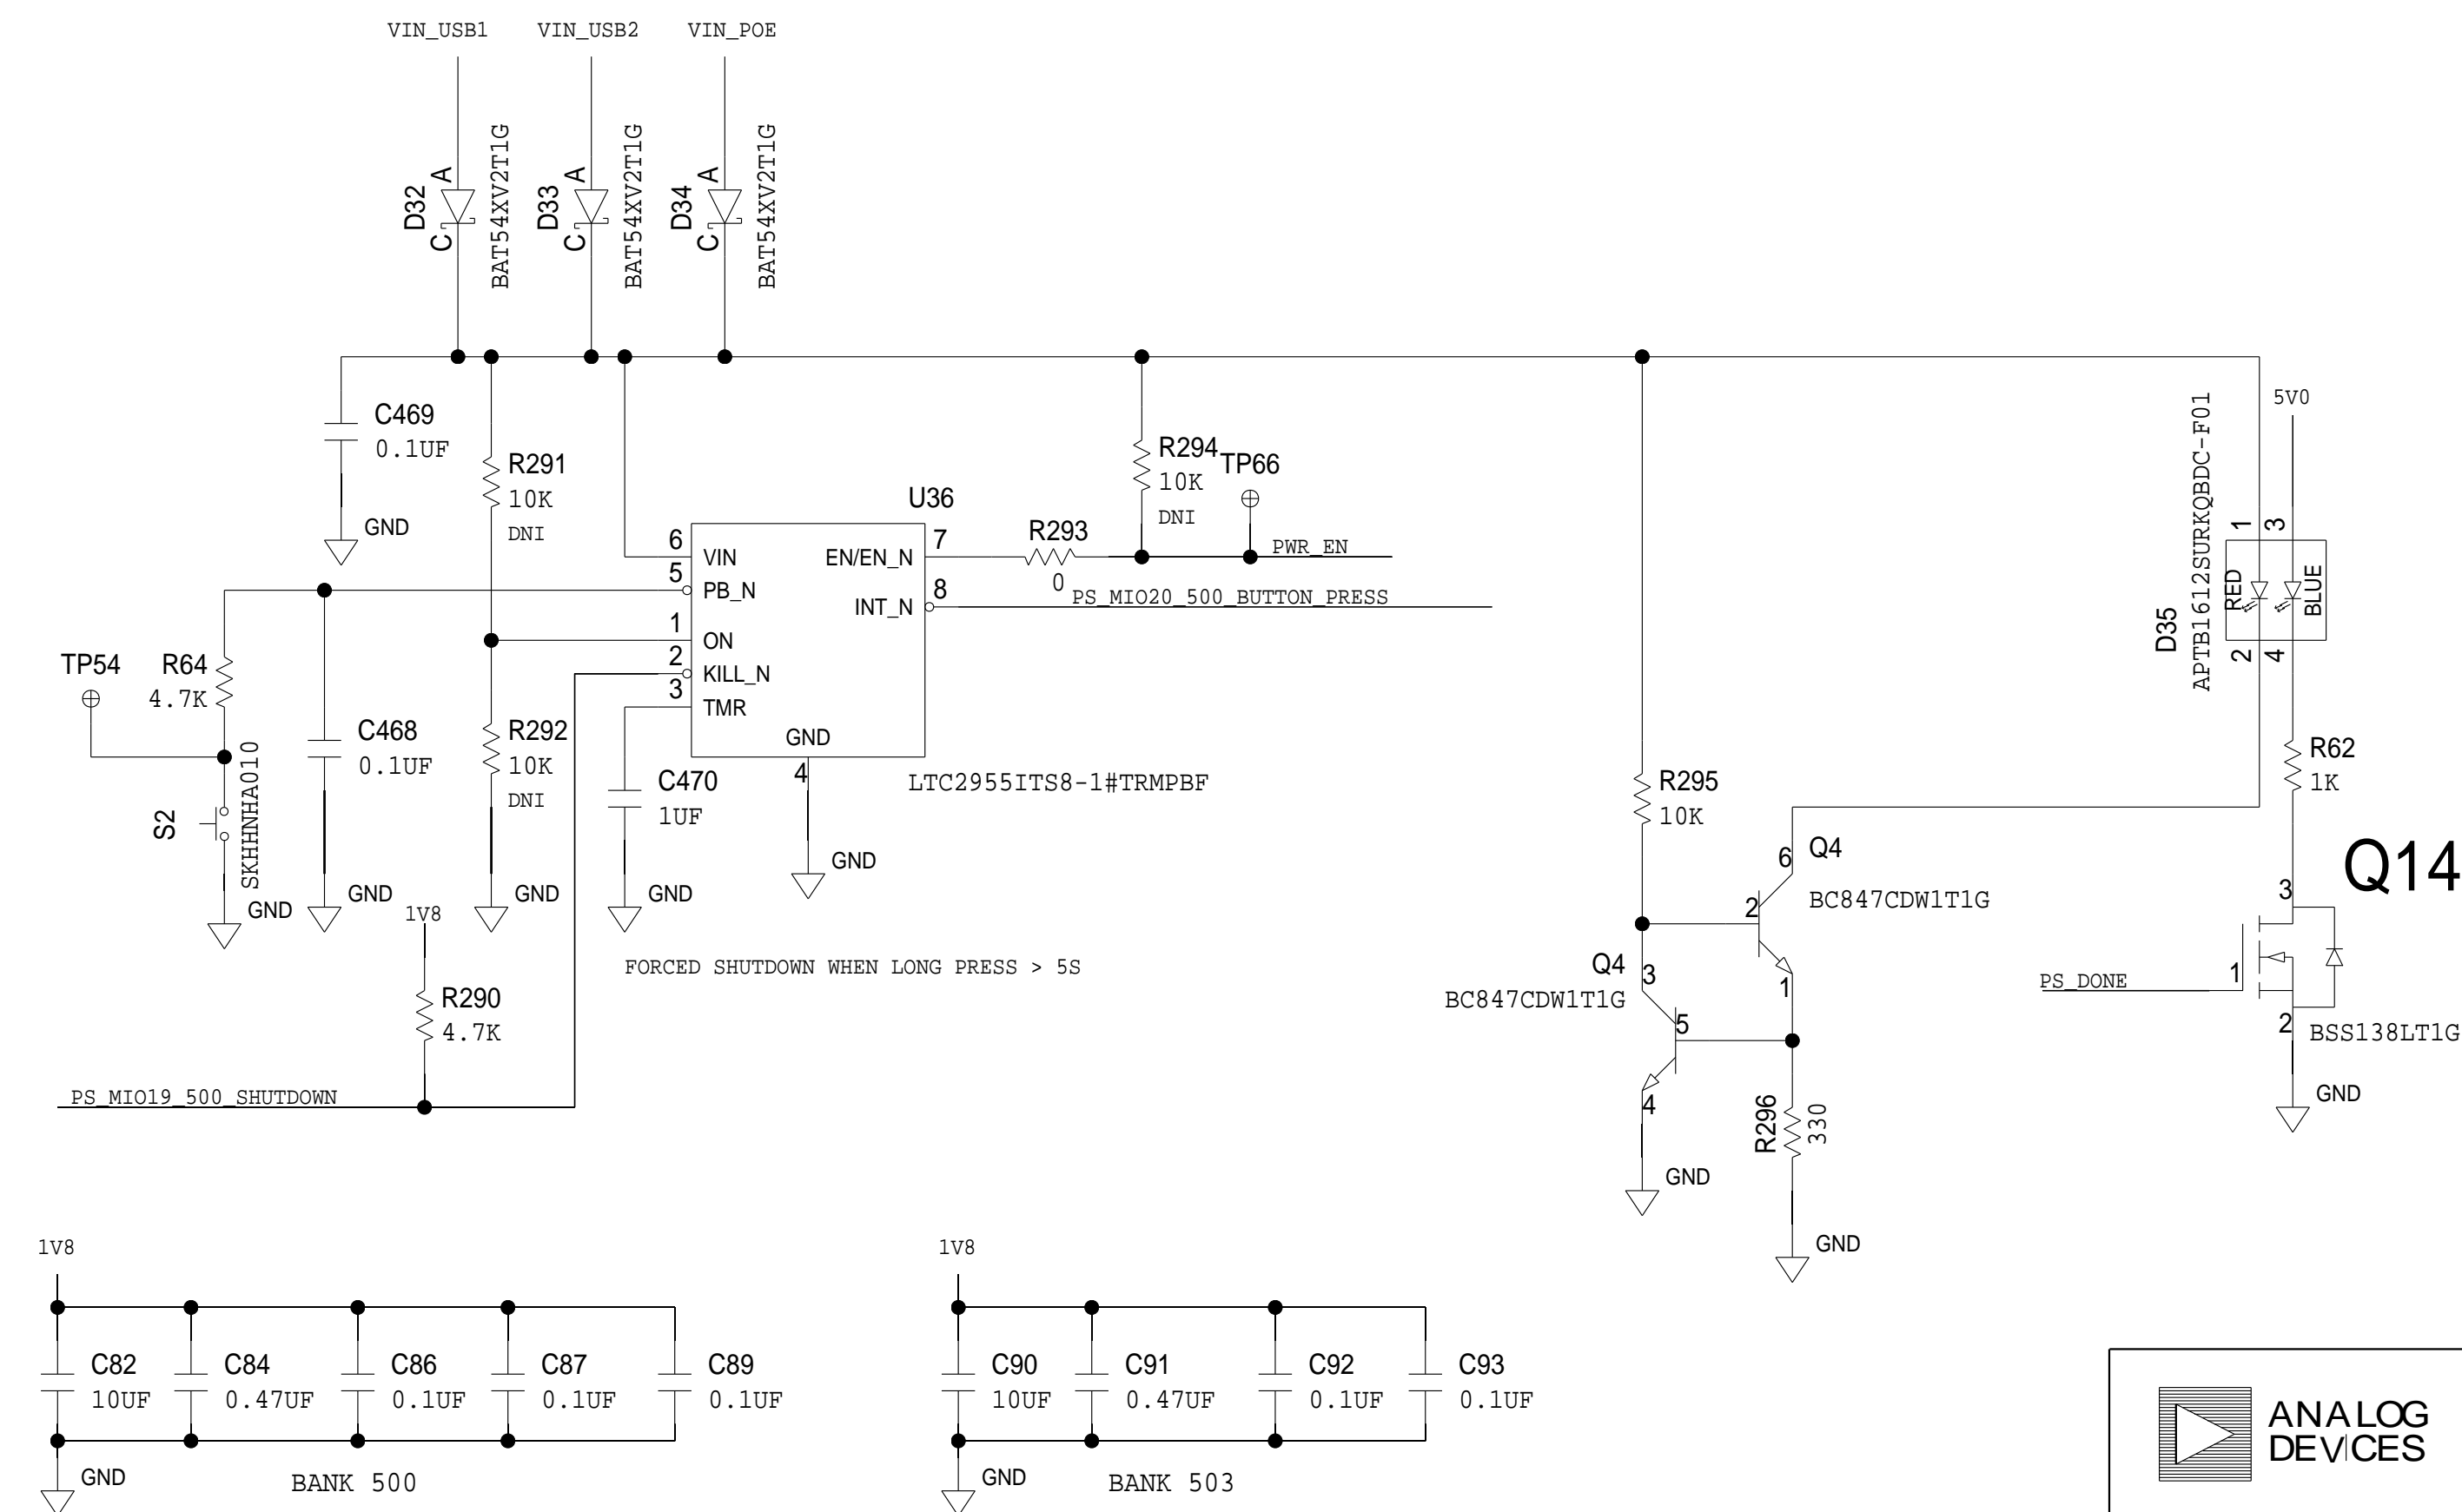 VIN_USB1
VIN_USB2
VIN_POE
D32
A
C
BAT54XV2T1G
D33
A
C
BAT54XV2T1G
D34
A
C
BAT54XV2T1G
C469
0.1UF
GND
R291
10K
DNI
R294
10K
DNI
TP66
U36
R293
0
PWR_EN
PS_MIO20_500_BUTTON_PRESS
6
VIN
5
PB_N
1
ON
2
KILL_N
3
TMR
EN/EN_N
7
INT_N
8
GND
4
LTC2955ITS8-1#TRMPBF
GND
TP54
R64
4.7K
S2
SKHHNHA010
GND
C468
0.1UF
GND
R292
10K
DNI
GND
C470
1UF
GND
FORCED SHUTDOWN WHEN LONG PRESS > 5S
1V8
R290
4.7K
PS_MIO19_500_SHUTDOWN
5V0
APTB1612SURKQBDC-F01
D35
1
3
RED
BLUE
2
4
R62
1K
R295
10K
6
Q4
BC847CDW1T1G
2
1
Q4
BC847CDW1T1G
3
5
4
GND
R296
330
GND
Q14
3
PS_DONE
1
2
BSS138LT1G
GND
1V8
C82
10UF
C84
0.47UF
C86
0.1UF
C87
0.1UF
C89
0.1UF
GND
BANK 500
1V8
C90
10UF
C91
0.47UF
C92
0.1UF
C93
0.1UF
GND
BANK 503
ANALOG
DEVICES